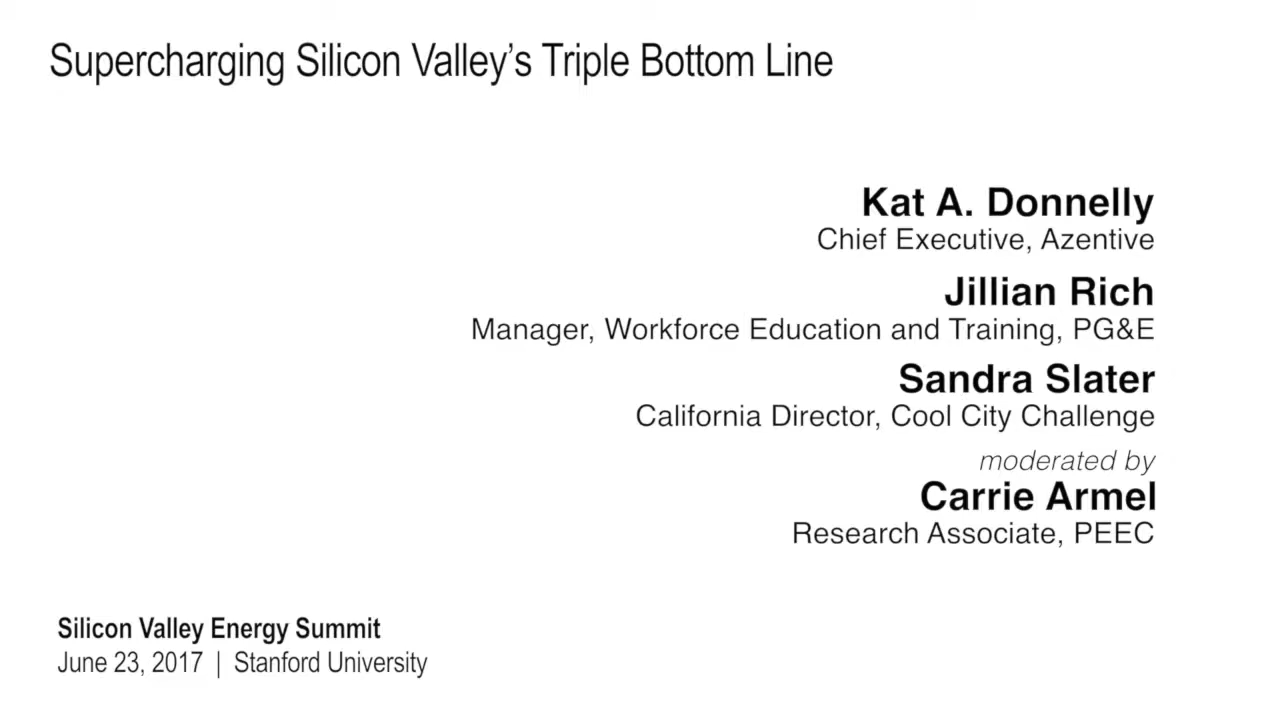 Supercharging Silicon Valley’s Triple Bottom Line
Kat A. Donnelly
Chief Executive, Azentive
Jillian Rich
Manager, Workforce Education and Training, PG&E
Sandra Slater
California Director, Cool City Challenge
moderated by
Carrie Armel
Research Associate, PEEC
Silicon Valley Energy Summit
June 23, 2017 | Stanford University